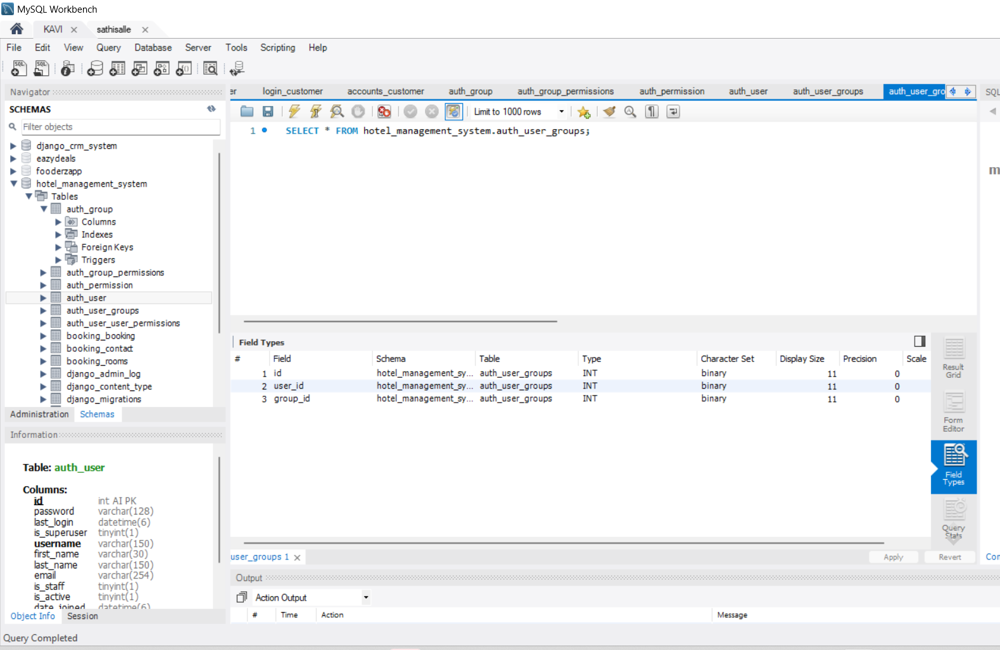 MySQL Workbench
KAVI
sathisalle
File Edit View Query Database Server Tools Scripting Help
Navigator
SCHEMAS
Filter objects
django_crm_system
eazydeals
fooderzapp
hotel_management_system
Tables
auth_group
Columns
Indexes
Foreign Keys
Triggers
auth_group_permissions
auth_permission
auth_user
auth_user_groups
auth_user_user_permissions
booking_booking
booking_contact
booking_rooms
django_admin_log
django_content_type
django_migrations
Administration Schemas
Information
Table: auth_user
Columns:
id int AI PK
password varchar(128)
last_login datetime(6)
is_superuser tinyint(1)
username varchar(150)
first_name varchar(30)
last_name varchar(150)
email varchar(254)
is_staff tinyint(1)
is_active tinyint(1)
date_joined datetime(6)
Object Info Session
Query Completed
er login_customer accounts_customer auth_group auth_group_permissions auth_permission auth_user auth_user_groups auth_user_gro
SQL
Limit to 1000 rows
1 SELECT * FROM hotel_management_system.auth_user_groups;
m
Field Types
# Field Schema Table Type Character Set Display Size Precision Scale
1 id hotel_management_sy... auth_user_groups INT binary 11 0
2 user_id hotel_management_sy... auth_user_groups INT binary 11 0
3 group_id hotel_management_sy... auth_user_groups INT binary 11 0
Result
Grid
Form
Editor
Field
Types
Query
Stats
user_groups 1
Apply Revert
Con
Output
Action Output
# Time Action Message